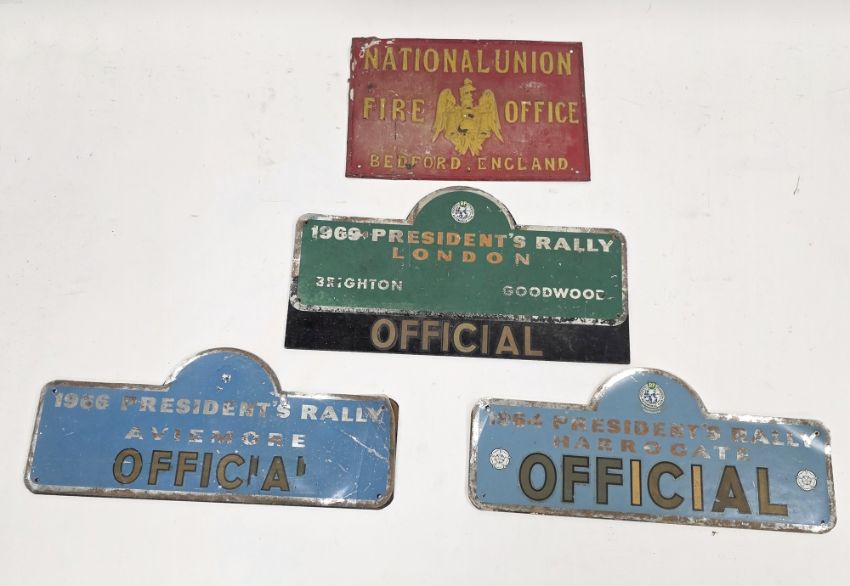 NATIONAL UNION
FIRE OFFICE
BEDFORD, ENGLAND.
1969 PRESIDENT'S RALLY
LONDON
BRIGHTON GOODWOOD
OFFICIAL
1966 PRESIDENT'S RALLY
AVIEMORE
OFFICIAL
1964 PRESIDENT'S RALLY
HARROGATE
OFFICIAL